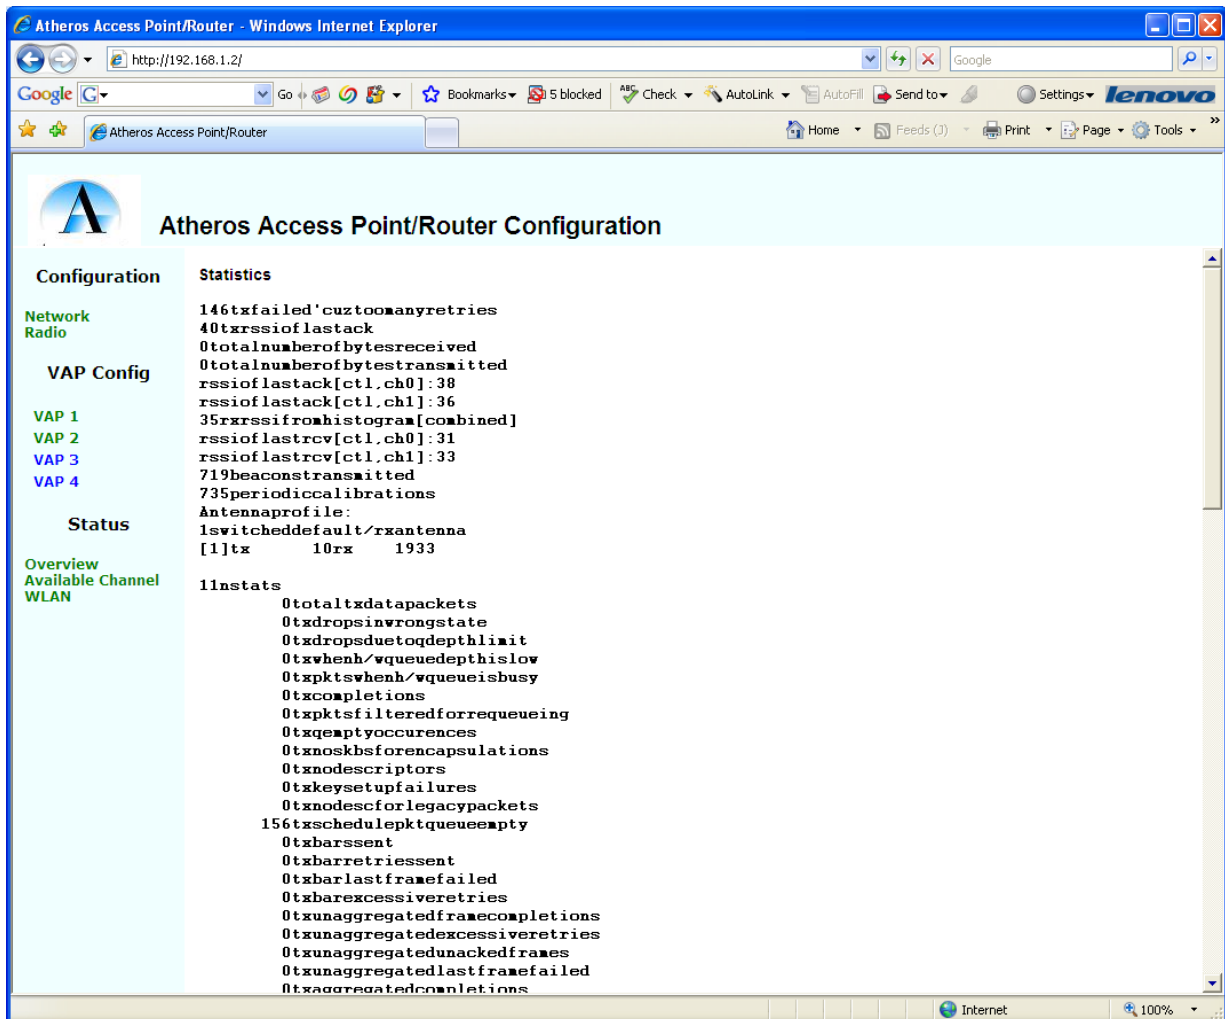 Atheros Access Point/Router - Windows Internet Explorer
http://192.168.1.2/
Google
Google G Go Bookmarks 5 blocked ABC Check AutoLink AutoFill Send to Settings lenovo
Atheros Access Point/Router Home Feeds (J) Print Page Tools »
A
Atheros Access Point/Router Configuration
Configuration
Network
Radio
VAP Config
VAP 1
VAP 2
VAP 3
VAP 4
Status
Overview
Available Channel
WLAN
Statistics
146txfailed'cuztoomanyretries
40txrssioflastack
0totalnumberofbytesreceived
0totalnumberofbytestransmitted
rssioflastack[ctl,ch0]:38
rssioflastack[ctl,ch1]:36
35rxrssifromhistogram[combined]
rssioflastrcv[ctl,ch0]:31
rssioflastrcv[ctl,ch1]:33
719beaconstransmitted
735periodiccalibrations
Antennaprofile:
1switcheddefault/rxantenna
[1]tx 10rx 1933
11nstats
0totaltxdatapackets
0txdropsinwrongstate
0txdropsduetoqdepthlimit
0txwhenh/wqueuedepthislow
0txpktswhenh/wqueueisbusy
0txcompletions
0txpktsfilteredforrequeueing
0txqemptyoccurences
0txnoskbsforencapsulations
0txnodescriptors
0txkeysetupfailures
0txnodescforlegacypackets
156txschedulepktqueueempty
0txbarssent
0txbarretriessent
0txbarlastframefailed
0txbarexcessiveretries
0txunaggregatedframecompletions
0txunaggregatedexcessiveretries
0txunaggregatedunackedframes
0txunaggregatedlastframefailed
0txaggregatedcompletions
Internet 100%